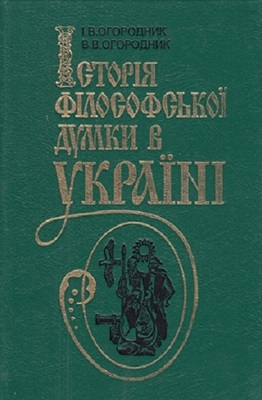 І.В.ОГОРОДНИК
В.В.ОГОРОДНИК
ІСТОРІЯ
ФІЛОСОФСЬКОЇ
ДУМКИ В
УКРАЇНІ